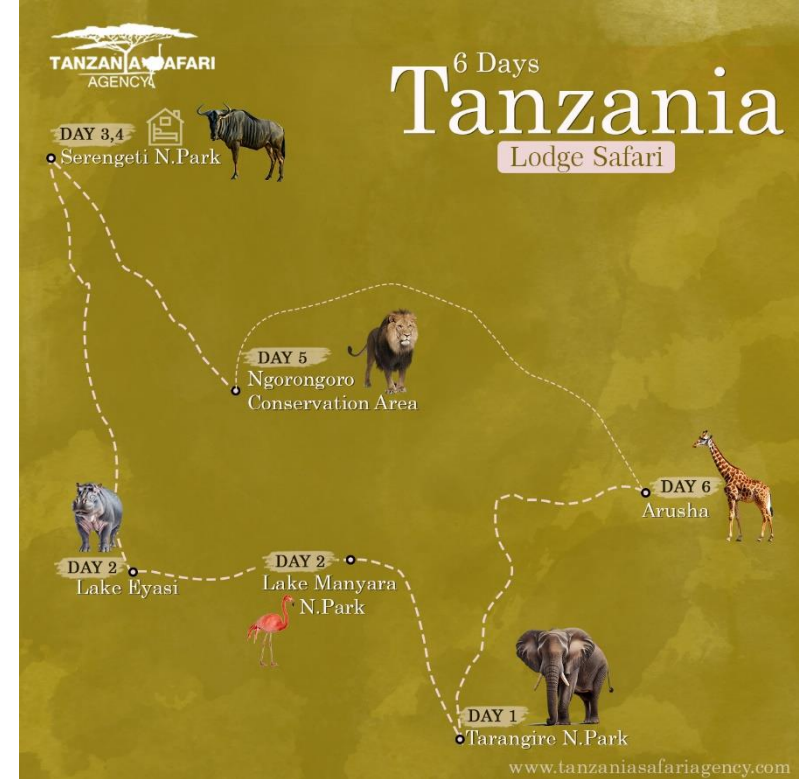 TANZANIA SAFARI
AGENCY
6 Days
Tanzania
Lodge Safari
DAY 3,4
Serengeti N.Park
DAY 5
Ngorongoro
Conservation Area
DAY 6
Arusha
DAY 2
Lake Eyasi
DAY 2
Lake Manyara
N.Park
DAY 1
Tarangire N.Park
www.tanzaniasafariagency.com